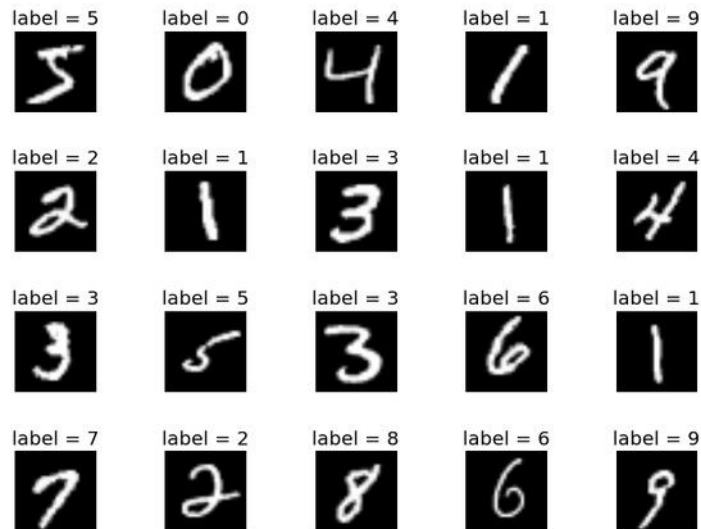 label = 5 label = 0 label = 4 label = 1 label = 9
5 0 4 1 9
label = 2 label = 1 label = 3 label = 1 label = 4
2 1 3 1 4
label = 3 label = 5 label = 3 label = 6 label = 1
3 5 3 6 1
label = 7 label = 2 label = 8 label = 6 label = 9
7 2 8 6 9